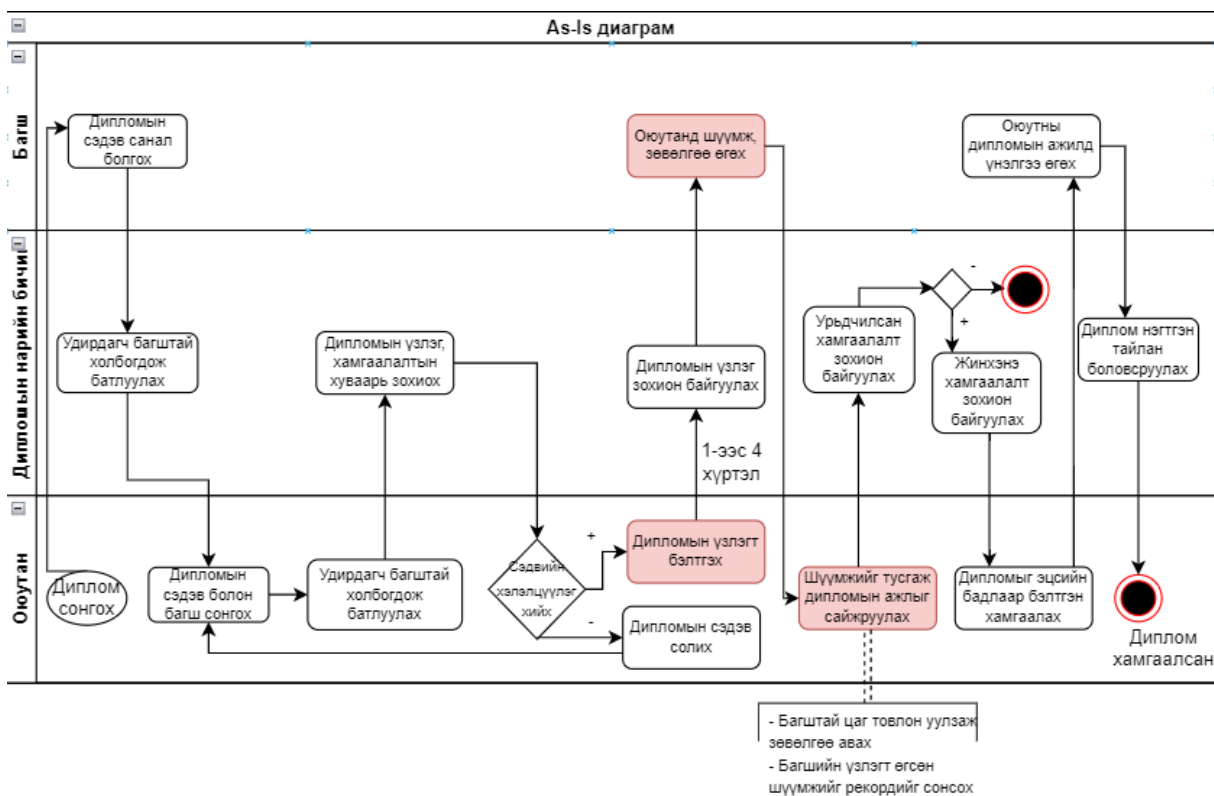 As-Is диаграм
Багш
Дипломын
сэдэв санал
болгох
Оюутанд шүүмж,
зөвөлгөө өгөх
Оюутны
дипломын ажилд
үнэлгээ өгөх
Дипломын нарийн бичиг
Удирдагч багштай
холбогдож
батлуулах
Дипломын үзлэг,
хамгаалалтын
хуваарь зохиох
Дипломын үзлэг
зохион байгуулах
1-ээс 4
хүртэл
Урьдчилсан
хамгаалалт
зохион
байгуулах
-
+
Жинхэнэ
хамгаалалт
зохион
байгуулах
Диплом нэгтгэн
тайлан
боловсруулах
Оюутан
Диплом
сонгох
Дипломын
сэдэв болон
багш сонгох
Удирдагч багштай
холбогдож
батлуулах
Сэдвийн
хэлэлцүүлэг
хийх
+
-
Дипломын үзлэгт
бэлтгэх
Дипломын сэдэв
солих
Шүүмжийг тусгаж
дипломын ажлыг
сайжруулах
Дипломыг эцсийн
бадлаар бэлтгэн
хамгаалах
Диплом
хамгаалсан
- Багштай цаг товлон уулзаж
зөвөлгөө авах
- Багшийн үзлэгт өгсөн
шүүмжийг рекордийг сонсох